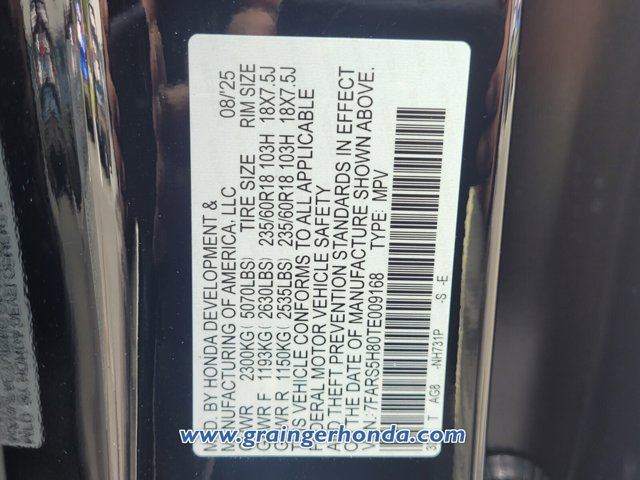 MFD. BY HONDA DEVELOPMENT & 08/'25
MANUFACTURING OF AMERICA, LLC
TIRE SIZE RIM SIZE
GVWR 2300KG( 5070LBS)
GAWR F 1193KG( 2630LBS) 235/60R18 103H 18X7.5J
GAWR R 1150KG( 2535LBS) 235/60R18 103H 18X7.5J
THIS VEHICLE CONFORMS TO ALL APPLICABLE
FEDERAL MOTOR VEHICLE SAFETY
AND THEFT PREVENTION STANDARDS IN EFFECT
ON THE DATE OF MANUFACTURE SHOWN ABOVE.
V.I.N.:7FARS5H80TE009168 TYPE: MPV
T AG8 -NH731P -S -E
www.graingerhonda.com